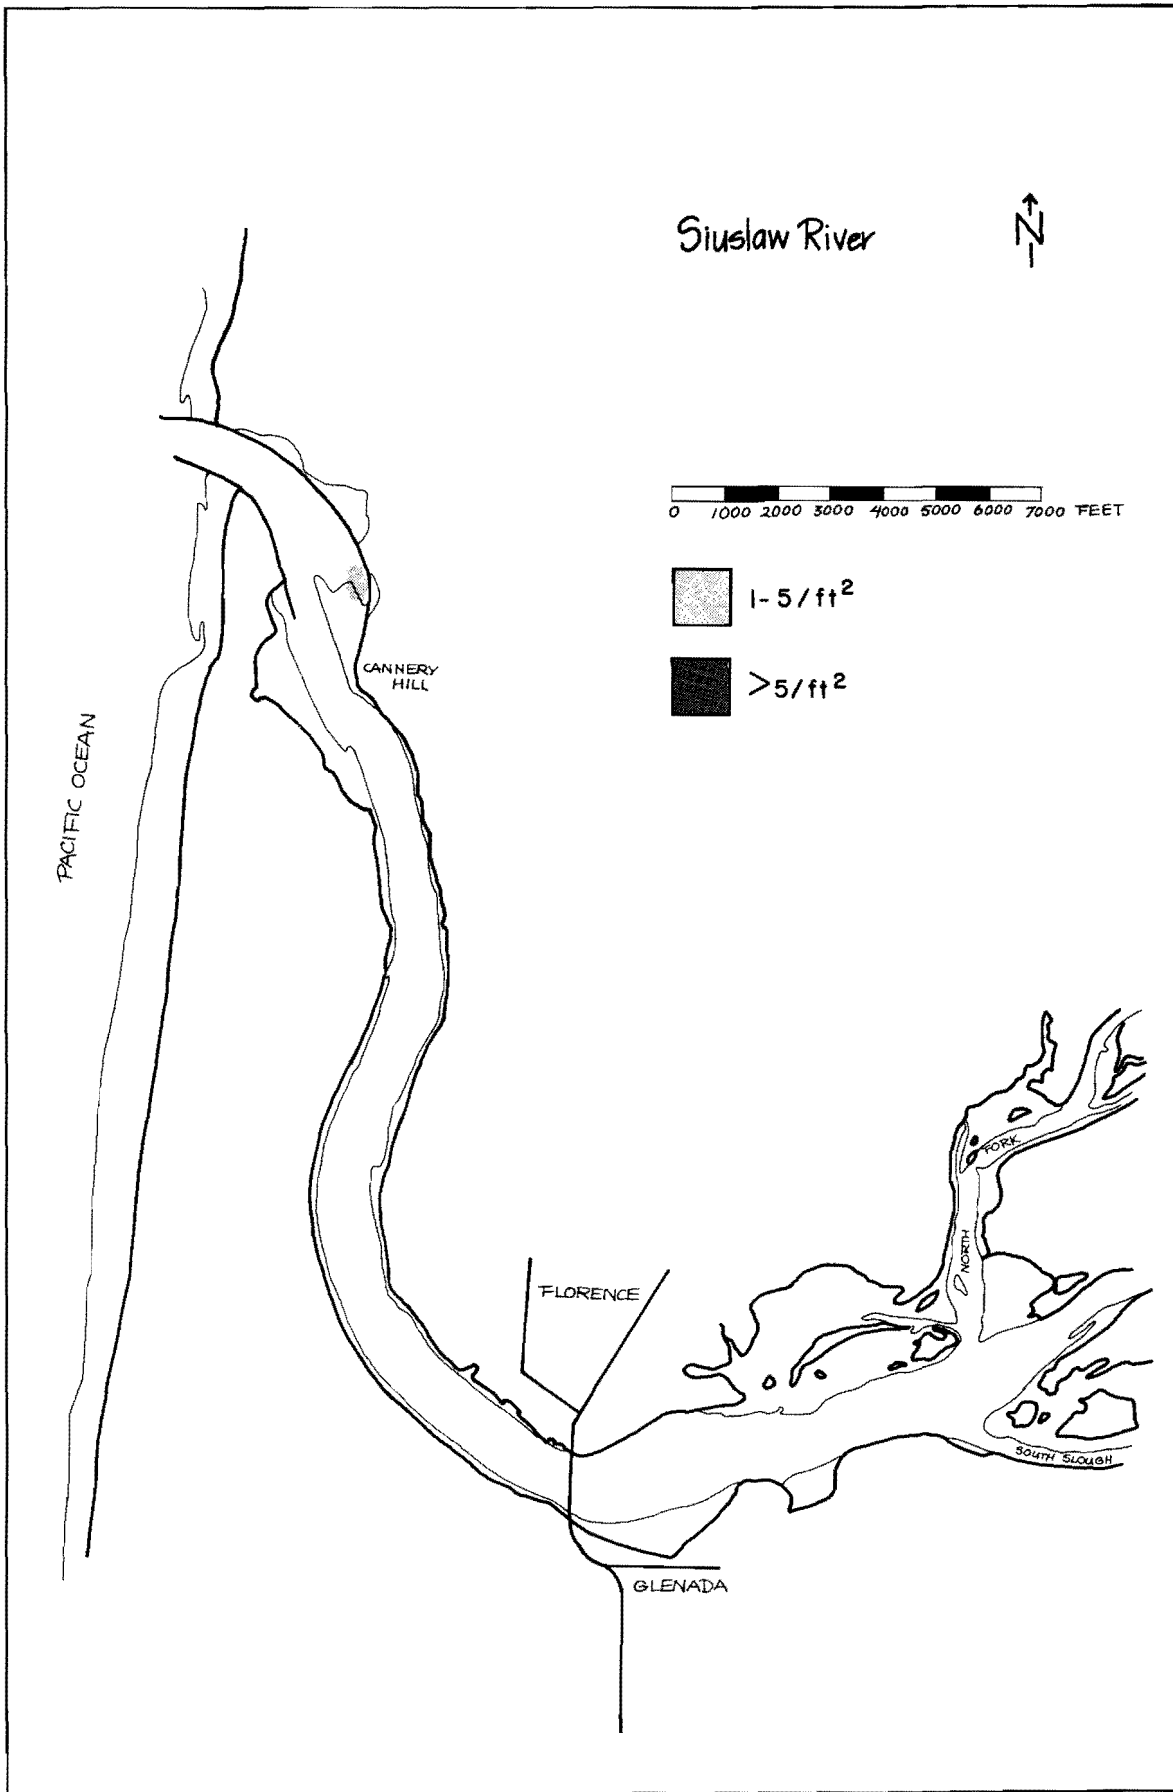 Siuslaw River
N
0 1000 2000 3000 4000 5000 6000 7000 FEET
1-5/ft²
>5/ft²
CANNERY
HILL
PACIFIC OCEAN
FORK
NORTH
FLORENCE
SOUTH SLOUGH
GLENADA